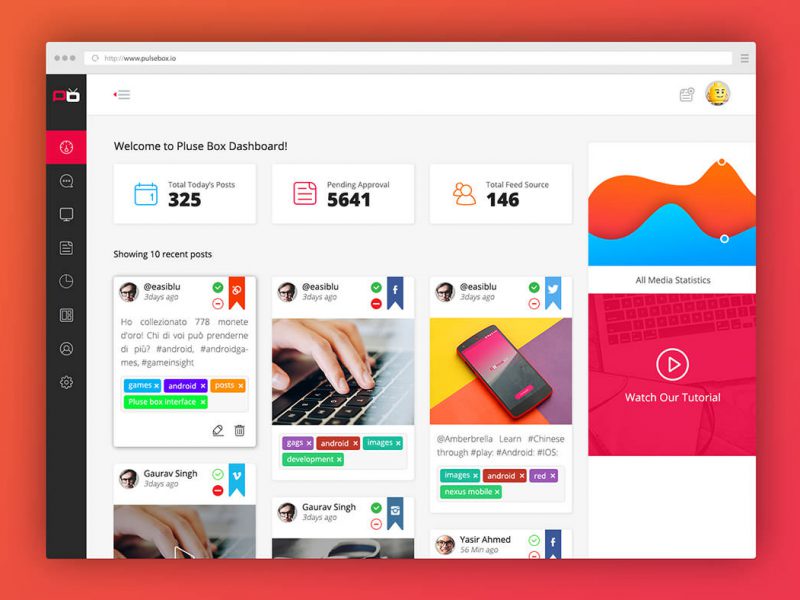 http://www.pulsebox.io
Welcome to Pluse Box Dashboard!
Total Today's Posts
325
1
Pending Approval
5641
Total Feed Source
146
Showing 10 recent posts
@easiblu
3days ago
Ho collezionato 778 monete
d'oro! Chi di voi può prenderne
di più? #android, #androidga-
mes, #gameinsight
games x
android x
posts x
Pluse box interface x
@easiblu
3days ago
gags x
android x
images x
development x
@easiblu
3days ago
@Amberbrella Learn #Chinese
through #play: #Android: #IOS:
images x
android x
red x
nexus mobile x
Gaurav Singh
3days ago
Gaurav Singh
3days ago
Yasir Ahmed
56 Min ago
All Media Statistics
Watch Our Tutorial